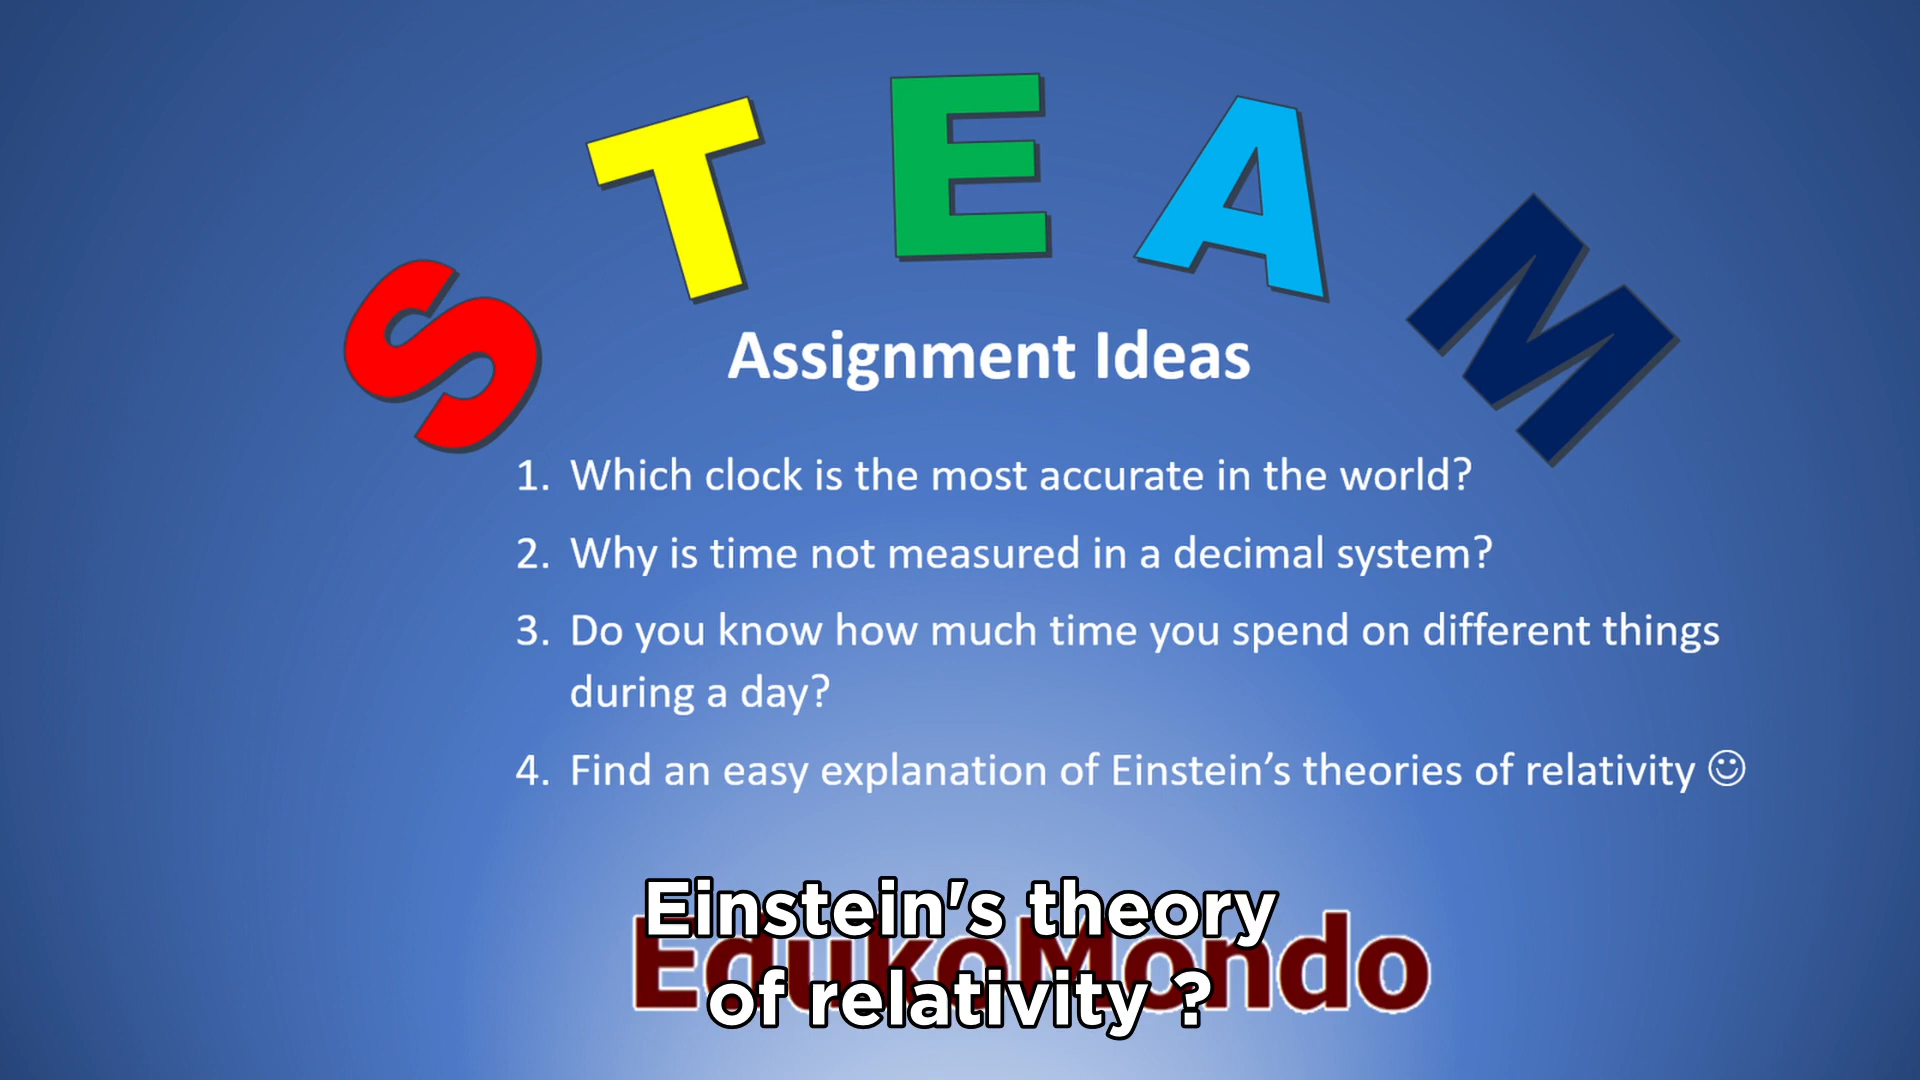 STEAM
Assignment Ideas
1. Which clock is the most accurate in the world?
2. Why is time not measured in a decimal system?
3. Do you know how much time you spend on different things
during a day?
4. Find an easy explanation of Einstein’s theories of relativity ☺
Einstein's theory
EdukoMondo
of relativity ?